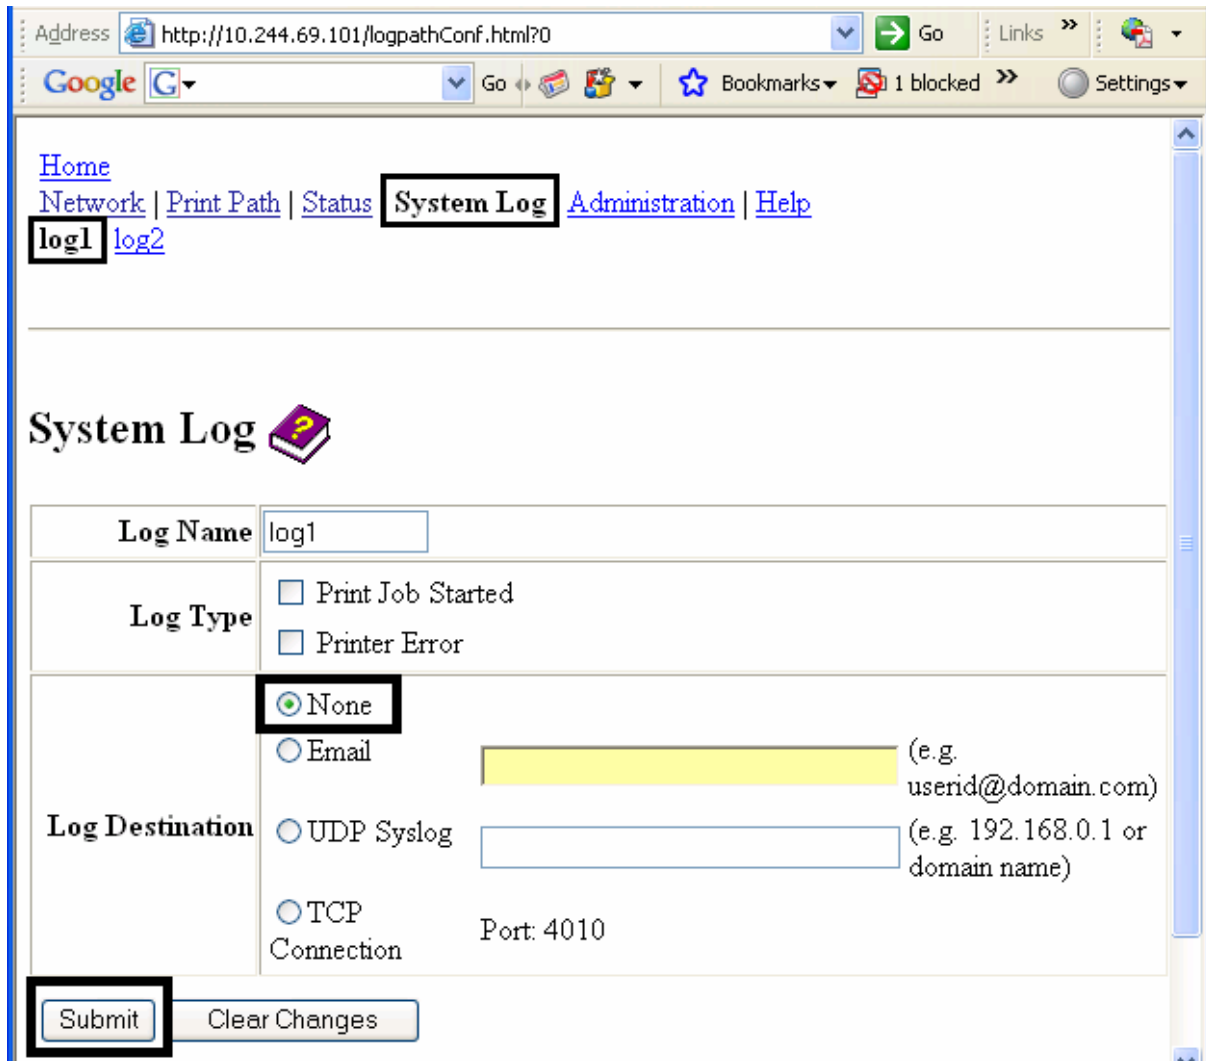 Address http://10.244.69.101/logpathConf.html?0 Go Links »
Google G Go Bookmarks 1 blocked » Settings
Home
Network | Print Path | Status System Log Administration | Help
log1 log2
System Log ?
Log Name log1
Log Type
Print Job Started
Printer Error
Log Destination
None
Email (e.g. 
userid@domain.com)
UDP Syslog (e.g. 192.168.0.1 or
domain name)
TCP
Connection Port: 4010
Submit Clear Changes